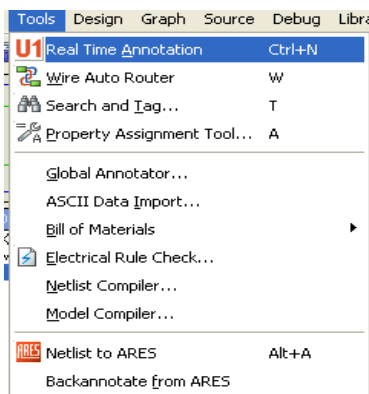 Tools Design Graph Source Debug Libra
U1 Real Time Annotation Ctrl+N
Wire Auto Router W
Search and Tag... T
A Property Assignment Tool... A
Global Annotator...
ASCII Data Import...
Bill of Materials
Electrical Rule Check...
Netlist Compiler...
Model Compiler...
ARES Netlist to ARES Alt+A
Backannotate from ARES